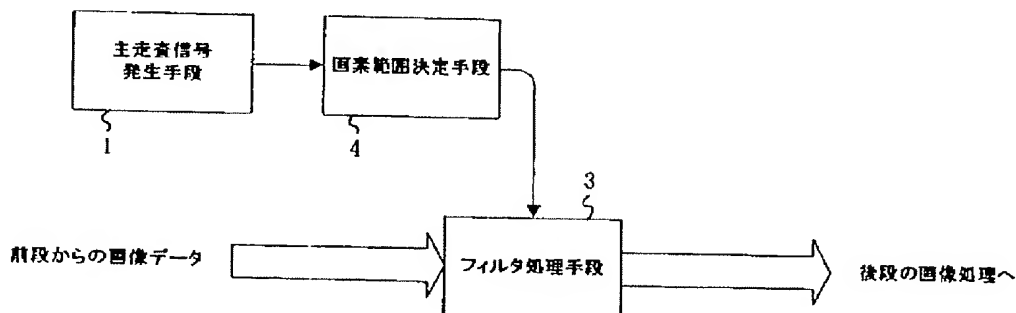 主走査信号
発生手段
1
画素範囲決定手段
4
3
前段からの画像データ
フィルタ処理手段
後段の画像処理へ